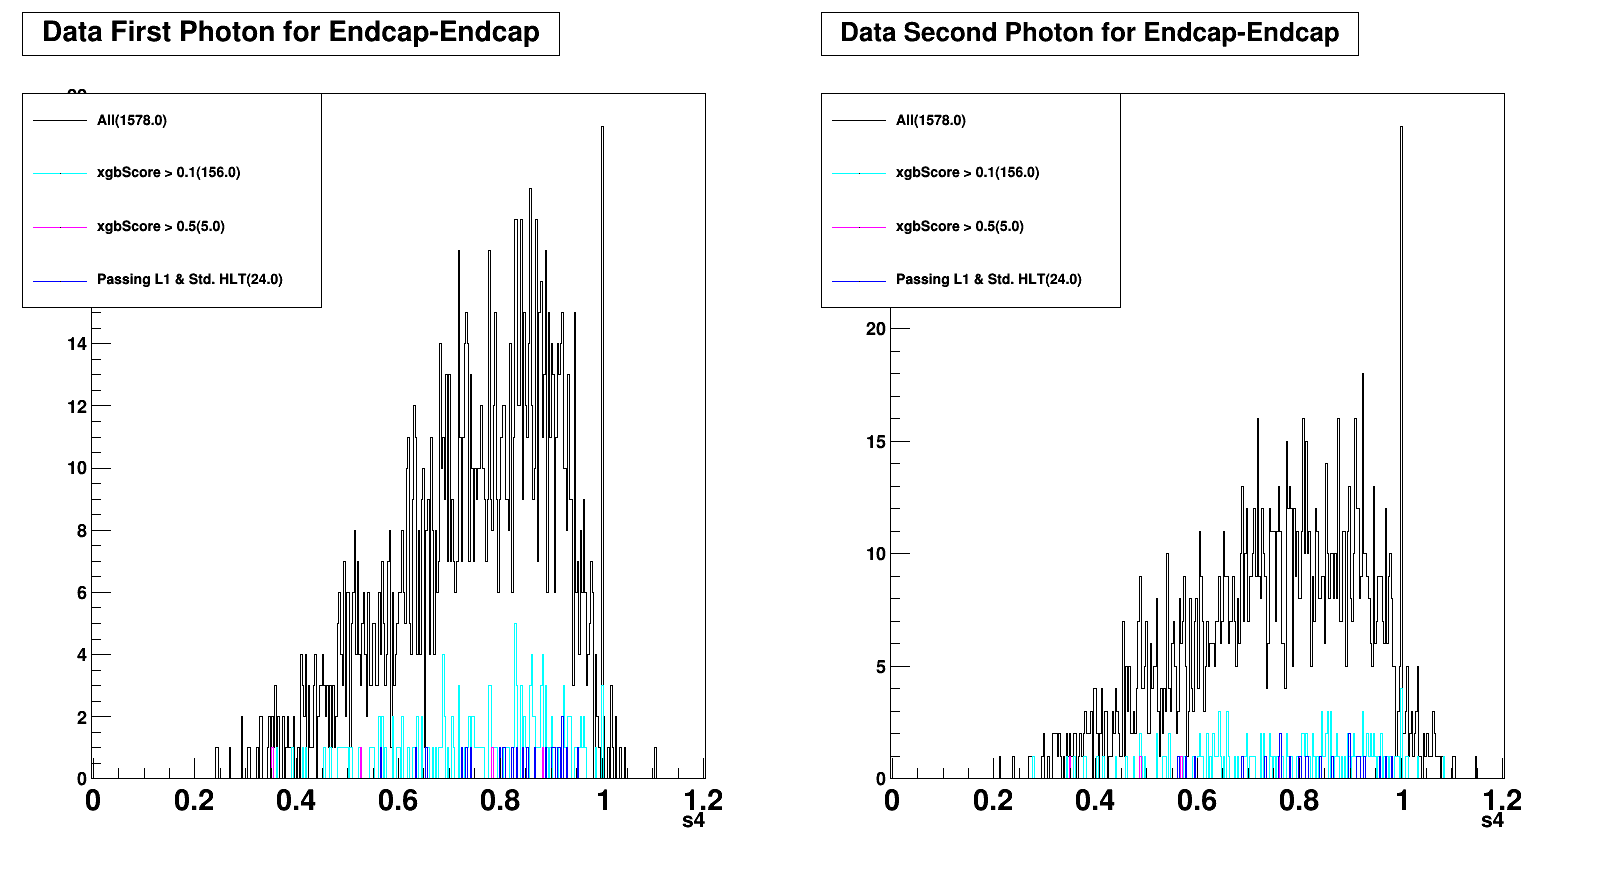 Data First Photon for Endcap-Endcap
All(1578.0)
xgbScore > 0.1(156.0)
xgbScore > 0.5(5.0)
Passing L1 & Std. HLT(24.0)
14
12
10
8
6
4
2
0
0 0.2 0.4 0.6 0.8 1 1.2
s4
Data Second Photon for Endcap-Endcap
All(1578.0)
xgbScore > 0.1(156.0)
xgbScore > 0.5(5.0)
Passing L1 & Std. HLT(24.0)
20
15
10
5
0
0 0.2 0.4 0.6 0.8 1 1.2
s4